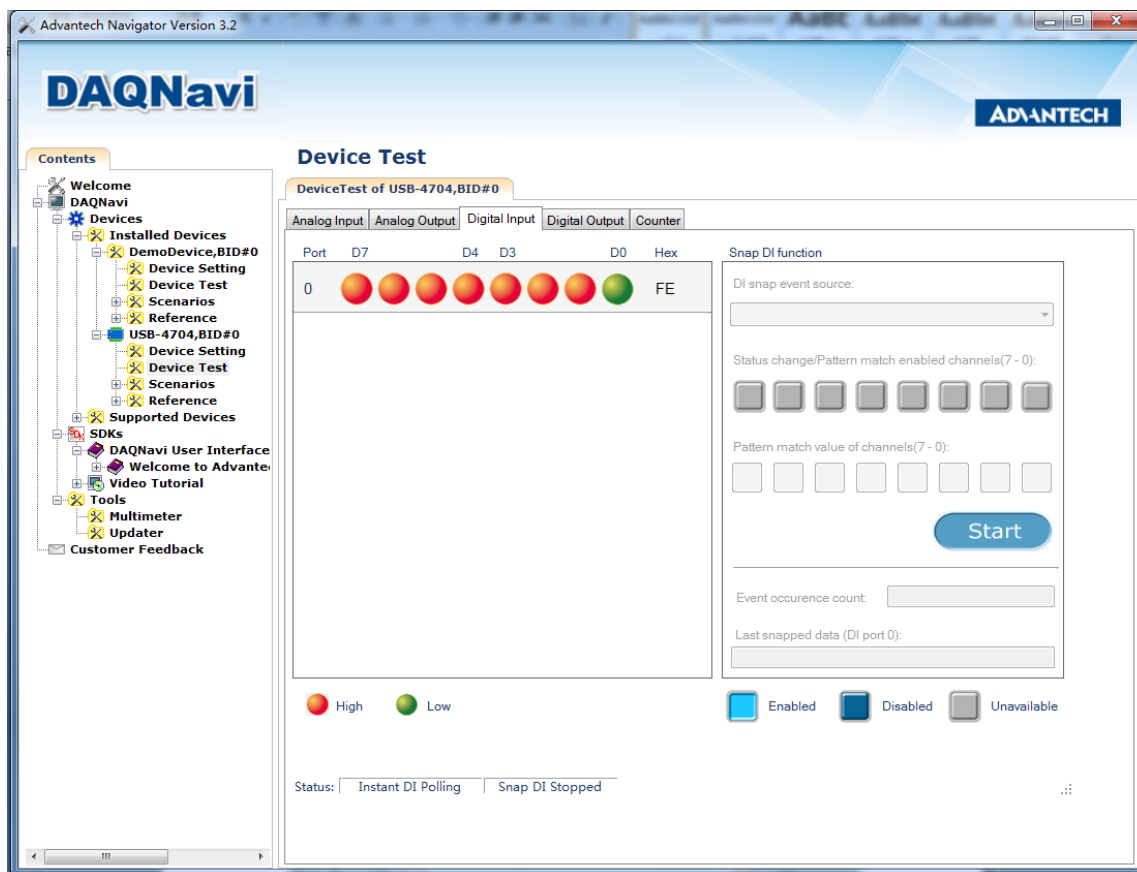 Advantech Navigator Version 3.2
DAQNavi
ADVANTECH
Contents
Welcome
DAQNavi
Devices
Installed Devices
DemoDevice,BID#0
Device Setting
Device Test
Scenarios
Reference
USB-4704,BID#0
Device Setting
Device Test
Scenarios
Reference
Supported Devices
SDKs
DAQNavi User Interface
Welcome to Advante
Video Tutorial
Tools
Multimeter
Updater
Customer Feedback
Device Test
DeviceTest of USB-4704,BID#0
Analog Input Analog Output Digital Input Digital Output Counter
Port D7 D4 D3 D0 Hex
0 FE
High Low
Snap DI function
DI snap event source:
Status change/Pattern match enabled channels(7 - 0):
Pattern match value of channels(7 - 0):
Start
Event occurence count:
Last snapped data (DI port 0):
Enabled Disabled Unavailable
Status: Instant DI Polling Snap DI Stopped